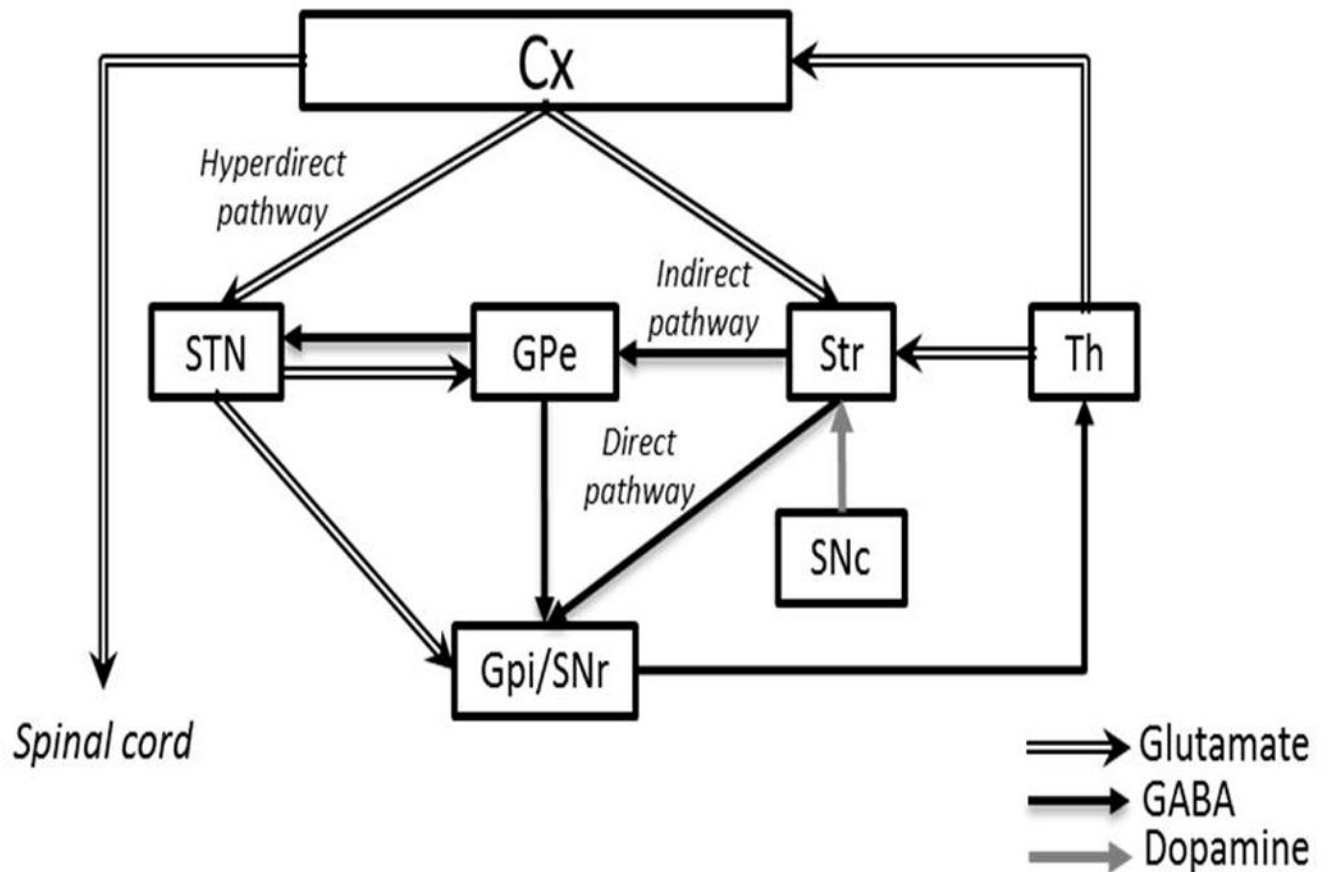 Cx
Hyperdirect
pathway
Indirect
pathway
STN
GPe
Str
Th
Direct
pathway
SNc
Gpi/SNr
Spinal cord
Glutamate
GABA
Dopamine